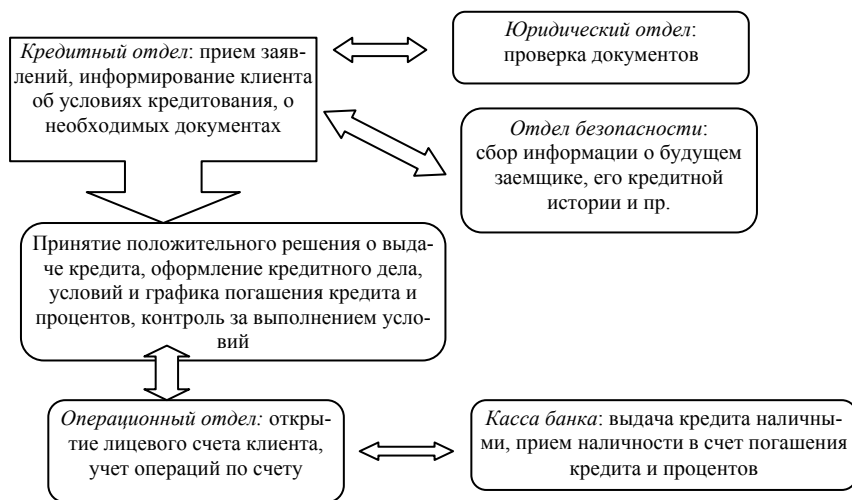 Кредитный отдел: прием заяв-
лений, информирование клиента
об условиях кредитования, о
необходимых документах
Юридический отдел:
проверка документов
Отдел безопасности:
сбор информации о будущем
заемщике, его кредитной
истории и пр.
Принятие положительного решения о выда-
че кредита, оформление кредитного дела,
условий и графика погашения кредита и
процентов, контроль за выполнением усло-
вий
Операционный отдел: откры-
тие лицевого счета клиента,
учет операций по счету
Касса банка: выдача кредита наличны-
ми, прием наличности в счет погашения
кредита и процентов